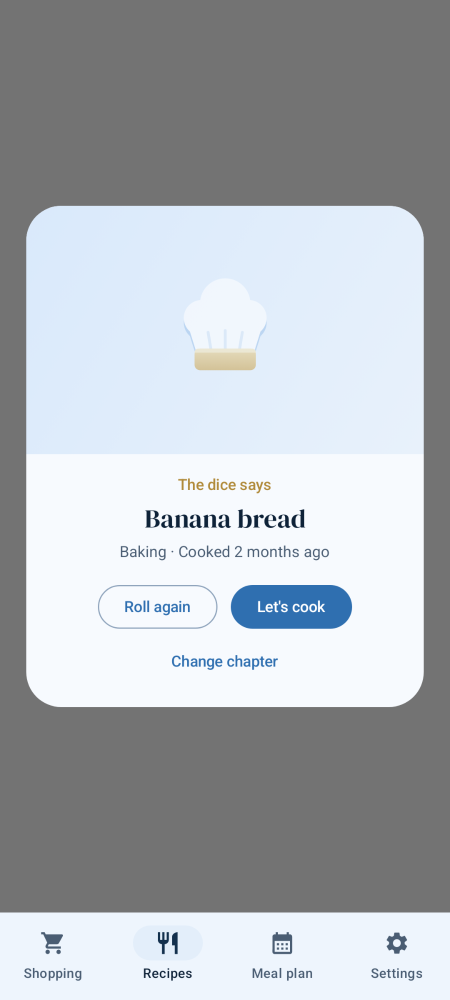 The dice says
Banana bread
Baking · Cooked 2 months ago
Roll again
Let's cook
Change chapter
Shopping
Recipes
Meal plan
Settings